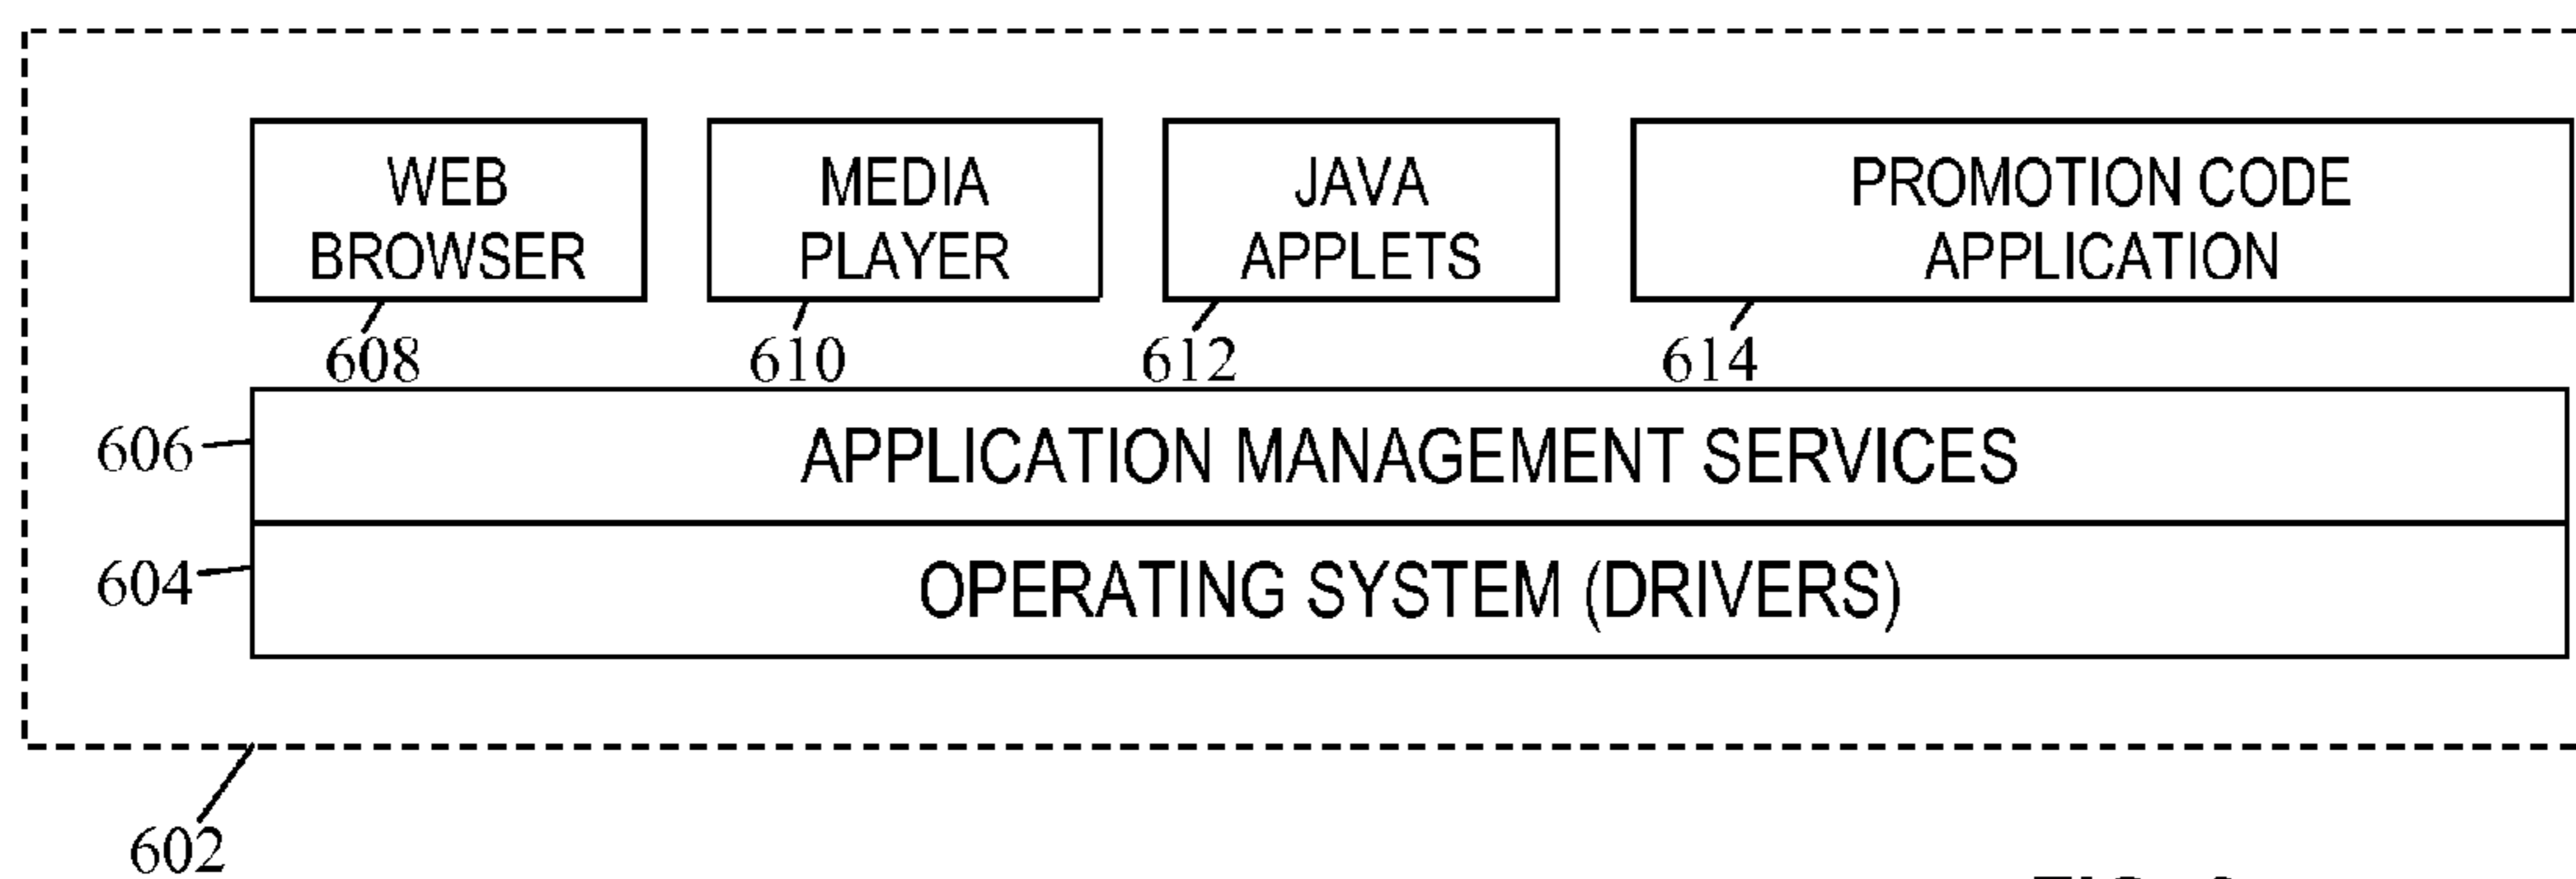 WEB
BROWSER
MEDIA
PLAYER
JAVA
APPLETS
PROMOTION CODE
APPLICATION
608
610
612
614
606
APPLICATION MANAGEMENT SERVICES
604
OPERATING SYSTEM (DRIVERS)
602